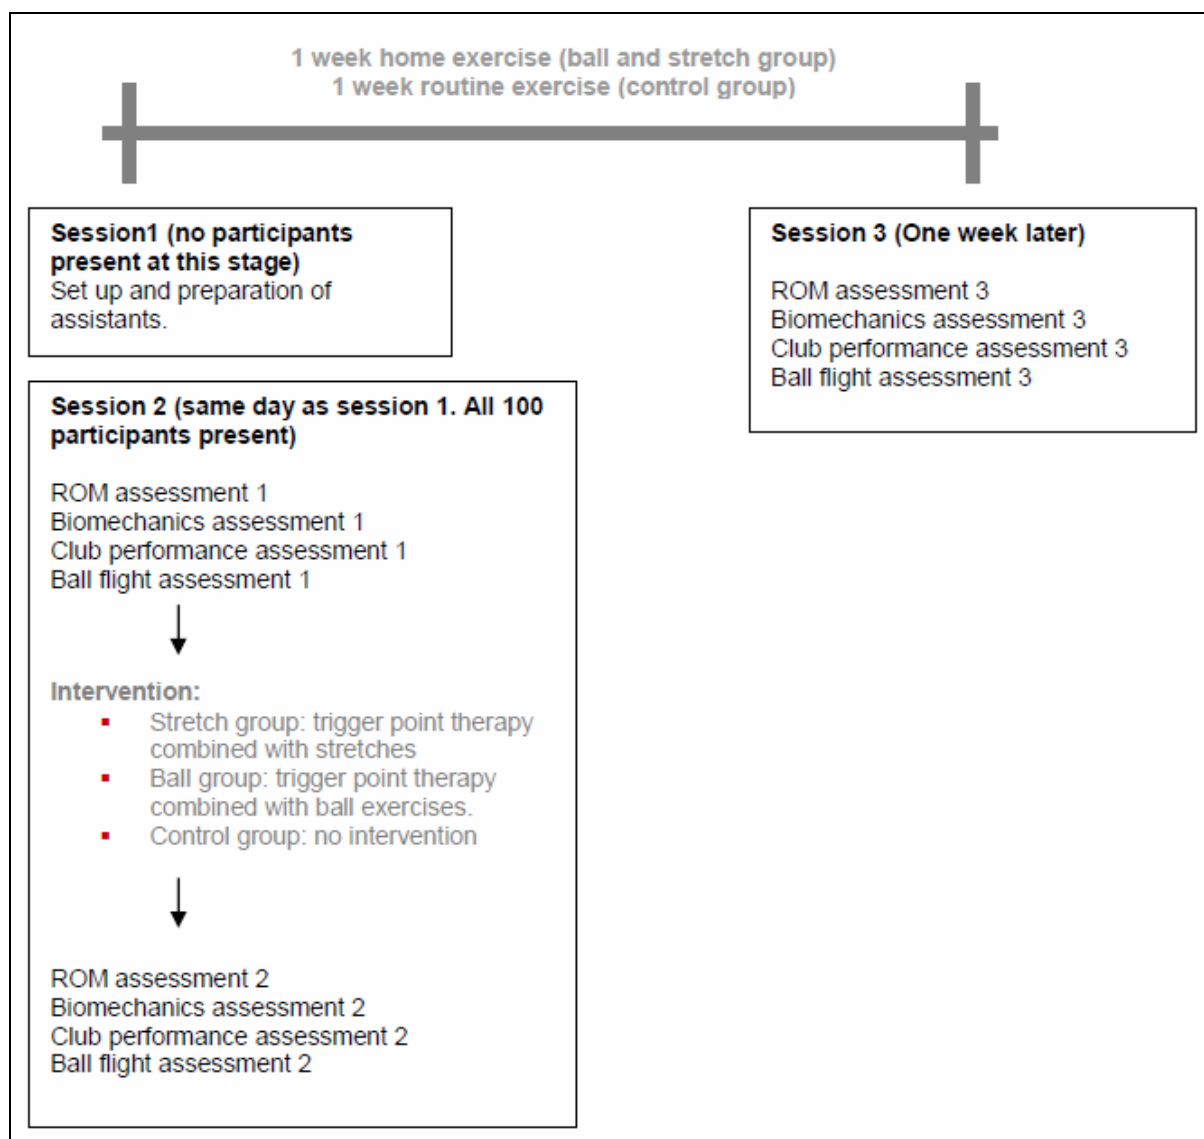 1 week home exercise (ball and stretch group)
1 week routine exercise (control group)
Session1 (no participants
present at this stage)
Set up and preparation of
assistants.
Session 2 (same day as session 1. All 100
participants present)
ROM assessment 1
Biomechanics assessment 1
Club performance assessment 1
Ball flight assessment 1
Intervention:
▪ Stretch group: trigger point therapy
combined with stretches
▪ Ball group: trigger point therapy
combined with ball exercises.
▪ Control group: no intervention
ROM assessment 2
Biomechanics assessment 2
Club performance assessment 2
Ball flight assessment 2
Session 3 (One week later)
ROM assessment 3
Biomechanics assessment 3
Club performance assessment 3
Ball flight assessment 3